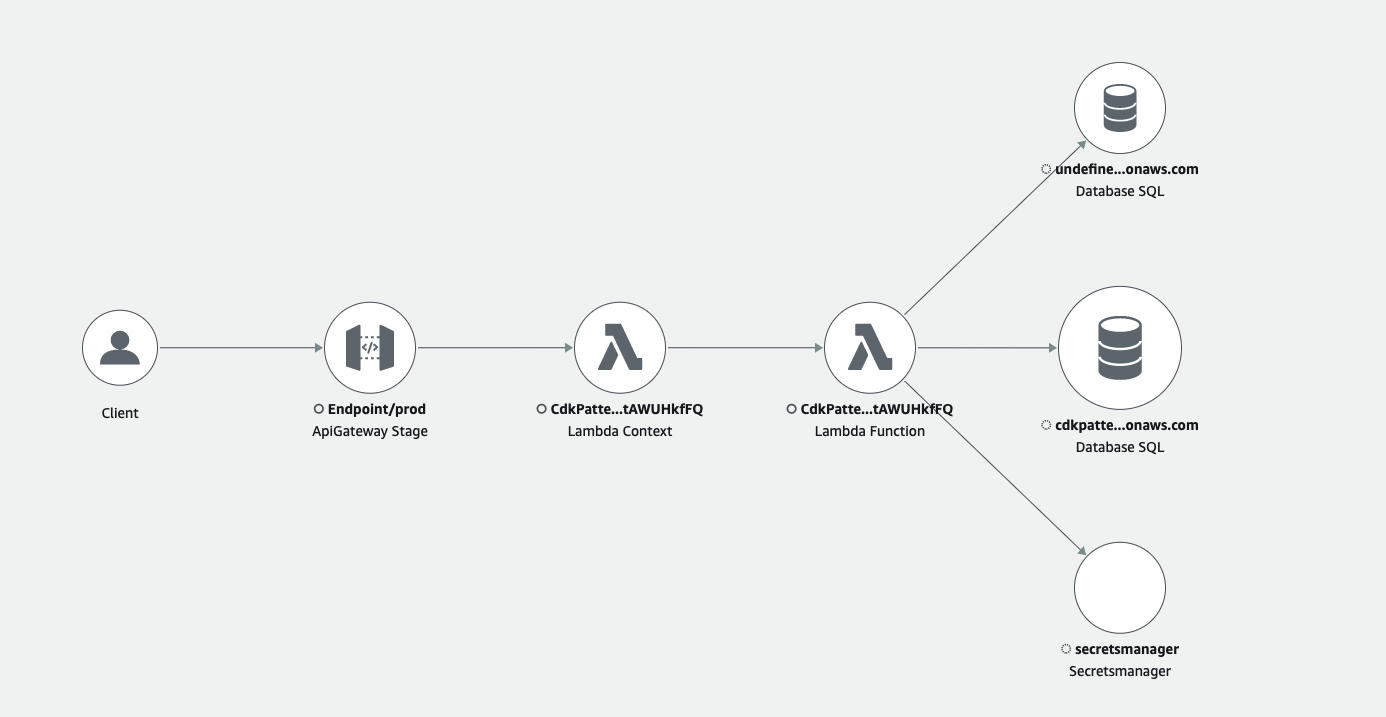 undefine...onaws.com
Database SQL
Client
Endpoint/prod
ApiGateway Stage
CdkPatte...tAWUHkfFQ
Lambda Context
CdkPatte...tAWUHkfFQ
Lambda Function
cdkpatte...onaws.com
Database SQL
secretsmanager
Secretsmanager